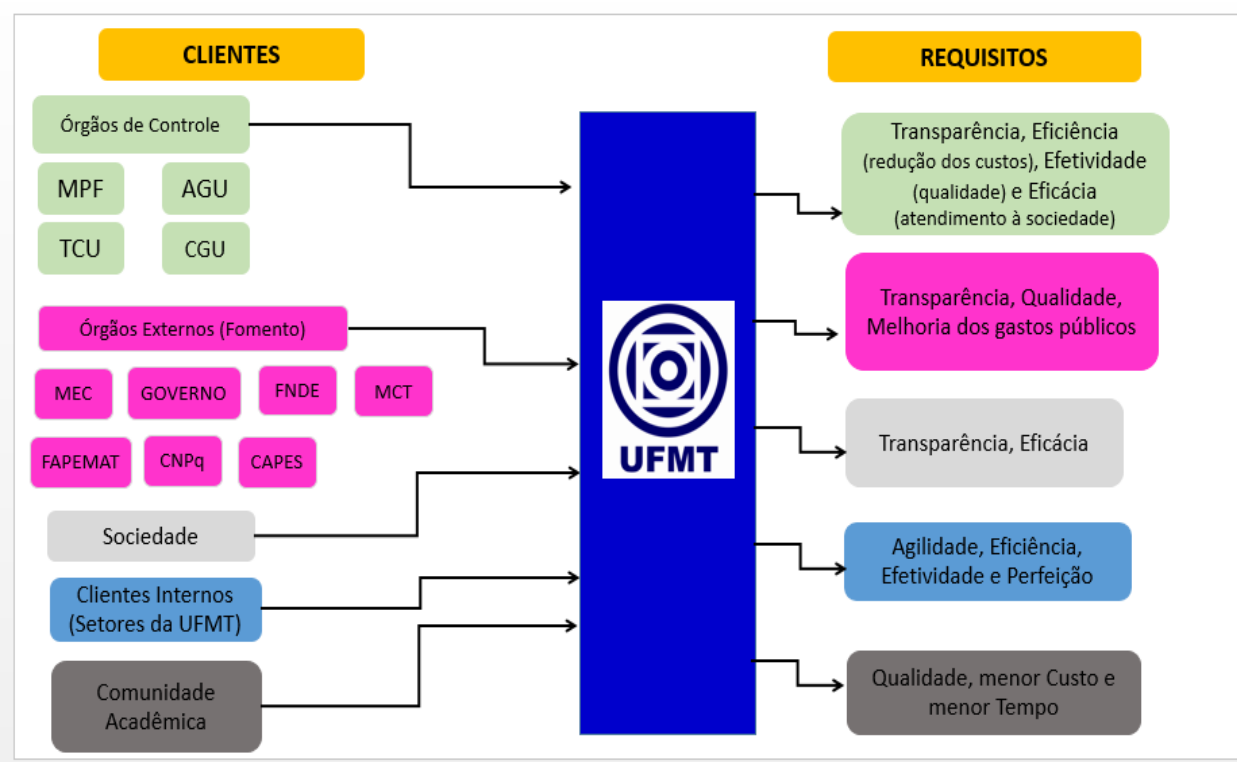 CLIENTES
Órgãos de Controle
MPF
AGU
TCU
CGU
Órgãos Externos (Fomento)
MEC
GOVERNO
FNDE
MCT
FAPEMAT
CNPq
CAPES
Sociedade
Clientes Internos
(Setores da UFMT)
Comunidade
Acadêmica
UFMT
REQUISITOS
Transparência, Eficiência
(redução dos custos), Efetividade
(qualidade) e Eficácia
(atendimento à sociedade)
Transparência, Qualidade,
Melhoria dos gastos públicos
Transparência, Eficácia
Agilidade, Eficiência,
Efetividade e Perfeição
Qualidade, menor Custo e
menor Tempo